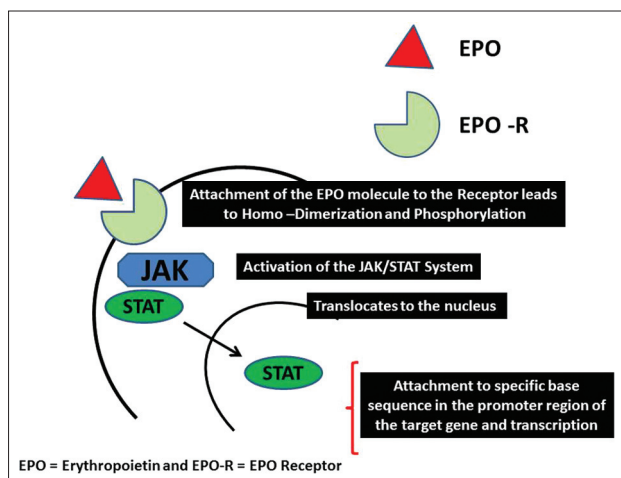 EPO
EPO -R
Attachment of the EPO molecule to the Receptor leads
to Homo –Dimerization and Phosphorylation
JAK
Activation of the JAK/STAT System
STAT
Translocates to the nucleus
STAT
Attachment to specific base
sequence in the promoter region of
the target gene and transcription
EPO = Erythropoietin and EPO-R = EPO Receptor